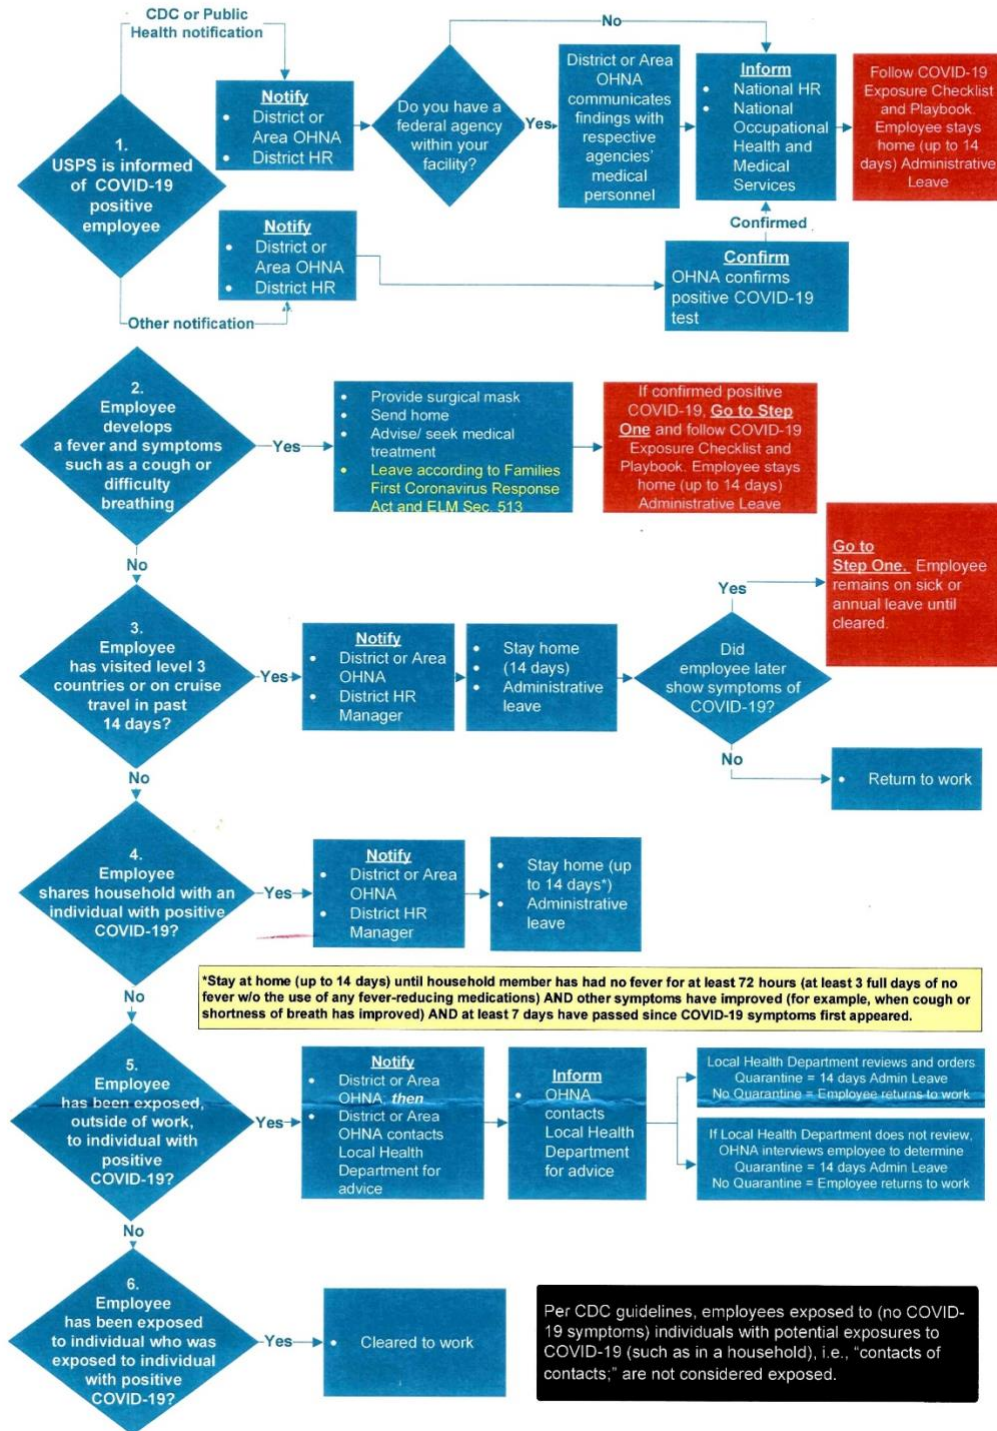 CDC or Public
Health notification
1.
USPS is informed
of COVID-19
positive
employee
Notify
• District or
Area OHNA
• District HR
Do you have a
federal agency
within your
facility?
No
Yes
District or Area
OHNA
communicates
findings with
respective
agencies'
medical
personnel
Inform
• National HR
• National
Occupational
Health and
Medical
Services
Follow COVID-19
Exposure Checklist
and Playbook.
Employee stays
home (up to 14
days) Administrative
Leave
Other notification
Notify
• District or
Area OHNA
• District HR
Confirm
OHNA confirms
positive COVID-19
test
Confirmed
2.
Employee
develops
a fever and symptoms
such as a cough or
difficulty
breathing
Yes
• Provide surgical mask
• Send home
• Advise/ seek medical
treatment
• Leave according to Families
First Coronavirus Response
Act and ELM Sec. 513
If confirmed positive
COVID-19, Go to Step
One and follow COVID-19
Exposure Checklist and
Playbook. Employee stays
home (up to 14 days)
Administrative Leave
No
3.
Employee
has visited level 3
countries or on cruise
travel in past
14 days?
Yes
Notify
• District or Area
OHNA
• District HR
Manager
• Stay home
• (14 days)
• Administrative
leave
Did
employee later
show symptoms of
COVID-19?
Yes
Go to
Step One. Employee
remains on sick or
annual leave until
cleared.
No
• Return to work
No
4.
Employee
shares household with an
individual with positive
COVID-19?
Yes
Notify
• District or Area
OHNA
• District HR
Manager
• Stay home (up
to 14 days*)
• Administrative
leave
*Stay at home (up to 14 days) until household member has had no fever for at least 72 hours (at least 3 full days of no
fever w/o the use of any fever-reducing medications) AND other symptoms have improved (for example, when cough or
shortness of breath has improved) AND at least 7 days have passed since COVID-19 symptoms first appeared.
No
5.
Employee
has been exposed,
outside of work,
to individual with
positive
COVID-19?
Yes
Notify
• District or Area
OHNA; then
• District or Area
OHNA contacts
Local Health
Department for
advice
Inform
• OHNA
contacts
Local Health
Department
for advice
Local Health Department reviews and orders
Quarantine = 14 days Admin Leave
No Quarantine = Employee returns to work
If Local Health Department does not review,
OHNA interviews employee to determine
Quarantine = 14 days Admin Leave
No Quarantine = Employee returns to work
No
6.
Employee
has been exposed
to individual who was
exposed to individual
with positive
COVID-19?
Yes
• Cleared to work
Per CDC guidelines, employees exposed to (no COVID-
19 symptoms) individuals with potential exposures to
COVID-19 (such as in a household), i.e., "contacts of
contacts;" are not considered exposed.